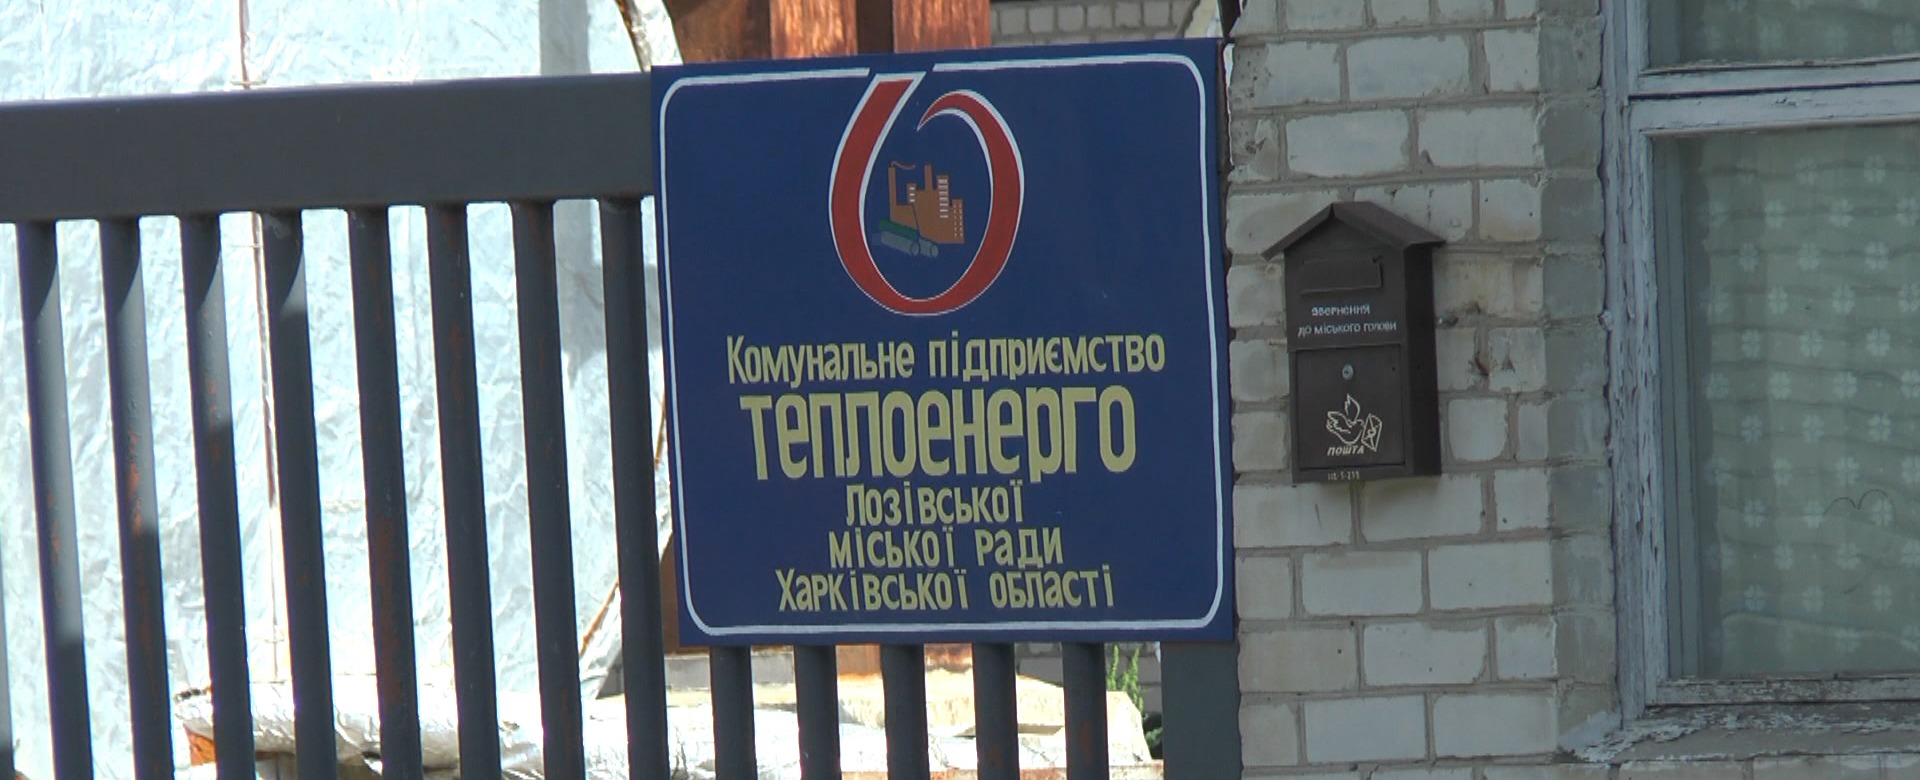 Комунальне підприємство
Теплоенерго
Лозівської
міської ради
Харківської області
Звернення
до міського голови
пошта